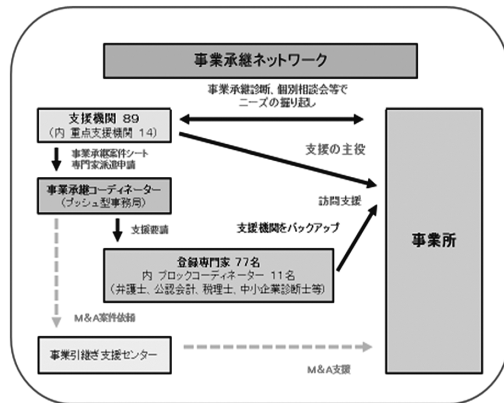 事業承継ネットワーク
事業承継診断、個別相談会等で
ニーズの掘り起し
支援機関 89
(内 重点支援機関 14)
支援の主役
事業承継案件シート
専門家派遣申請
事業承継コーディネーター
(プッシュ型事務局)
訪問支援
支援要請
支援機関をバックアップ
事業所
登録専門家 77名
内 ブロックコーディネーター 11名
(弁護士、公認会計、税理士、中小企業診断士等)
M&A案件依頼
事業引継ぎ支援センター
M&A支援